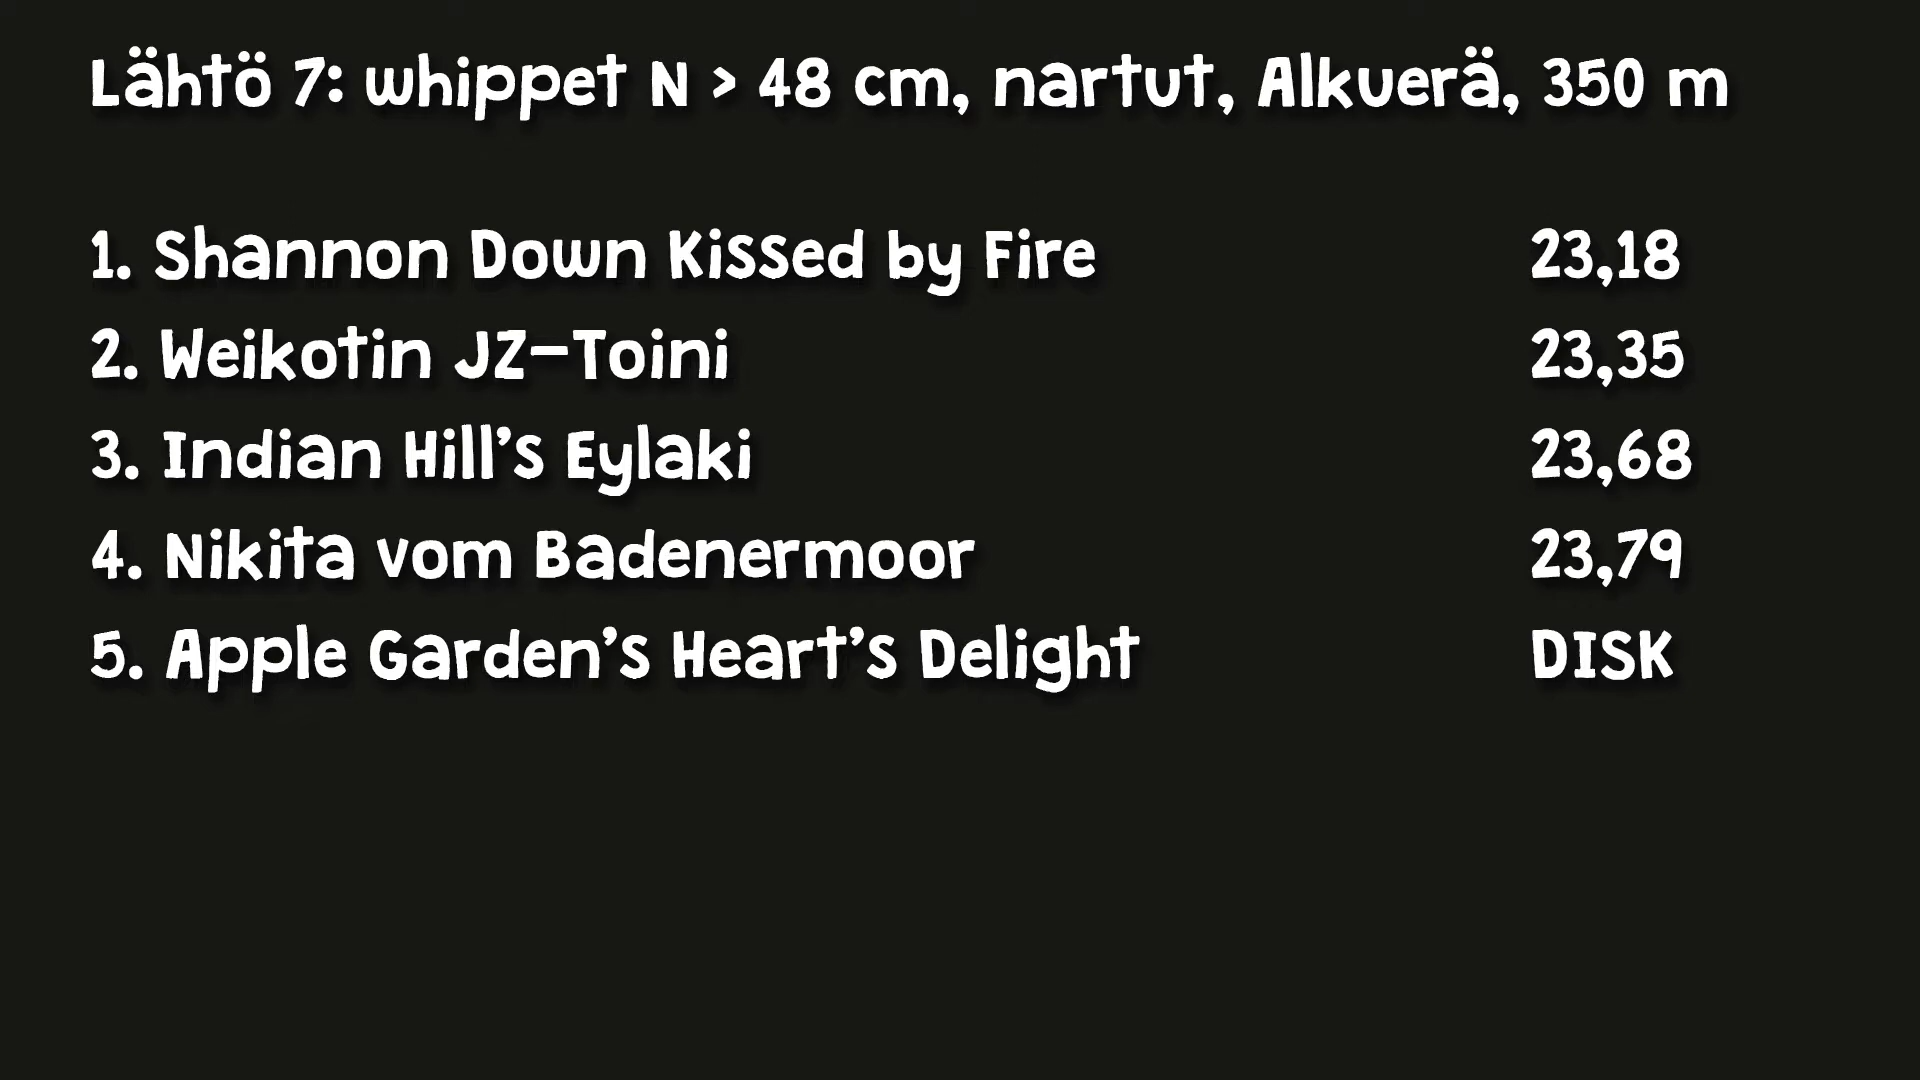 Lähtö 7: whippet N > 48 cm, nartut, Alkuerä, 350 m
1. Shannon Down Kissed by Fire 23,18
2. Weikotin JZ-Toini 23,35
3. Indian Hill's Eylaki 23,68
4. Nikita vom Badenermoor 23,79
5. Apple Garden's Heart's Delight DISK